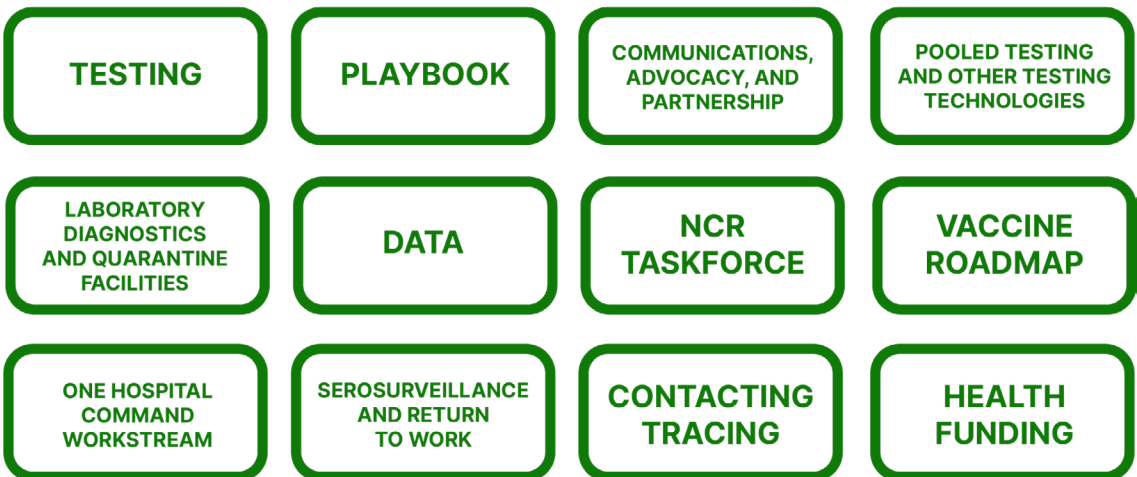 TESTING
PLAYBOOK
COMMUNICATIONS,
ADVOCACY, AND
PARTNERSHIP
POOLED TESTING
AND OTHER TESTING
TECHNOLOGIES
LABORATORY
DIAGNOSTICS
AND QUARANTINE
FACILITIES
DATA
NCR
TASKFORCE
VACCINE
ROADMAP
ONE HOSPITAL
COMMAND
WORKSTREAM
SEROSURVEILLANCE
AND RETURN
TO WORK
CONTACTING
TRACING
HEALTH
FUNDING